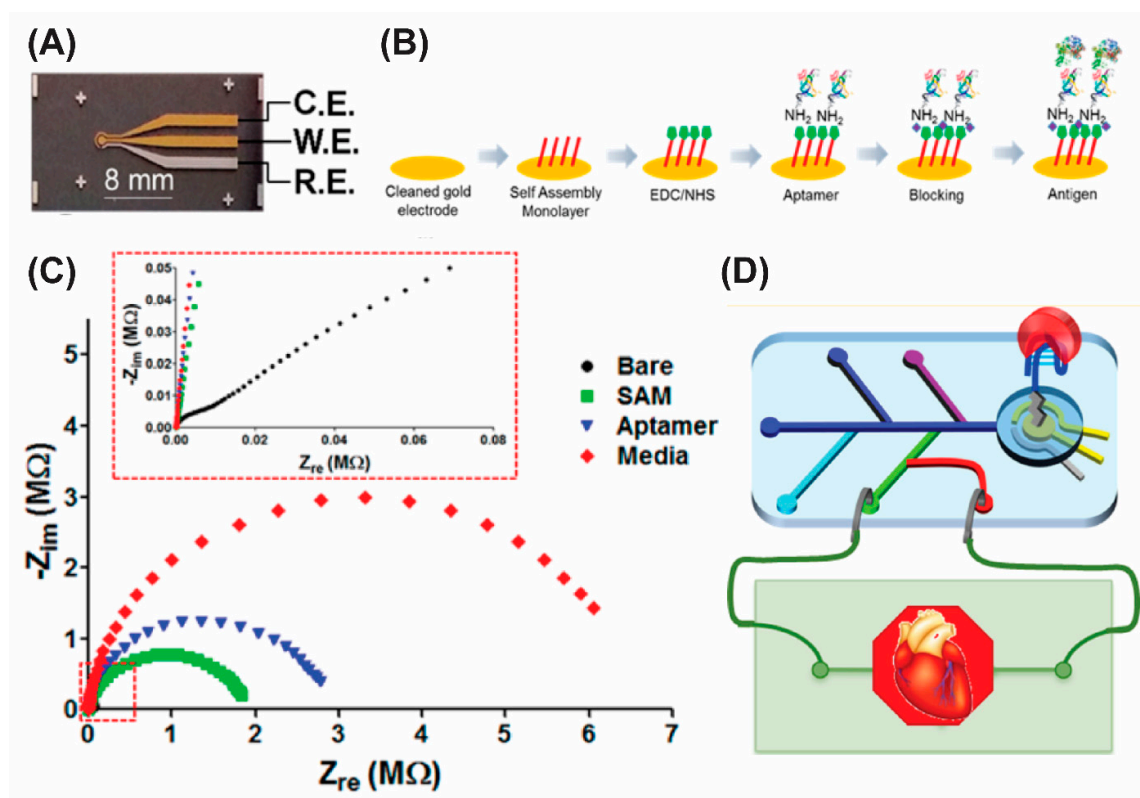 (A)
C.E.
W.E.
R.E.
8 mm
(B)
NH2 NH2
NH2 NH2
NH2 NH2
Cleaned gold
electrode
Self Assembly
Monolayer
EDC/NHS
Aptamer
Blocking
Antigen
(C)
-Zim (MΩ)
0.05
0.04
0.03
0.02
0.01
0.00
0.00
0.02
0.04
0.06
0.08
Zre (MΩ)
Bare
SAM
Aptamer
Media
-Zim (MΩ)
5
4
3
2
1
0
0
1
2
3
4
5
6
7
Zre (MΩ)
(D)